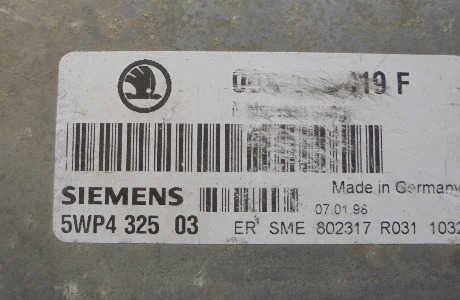 19 F
SIEMENS
Made in Germany
07.01.98
5WP4 325 03
ER SME 802317 R031 1032